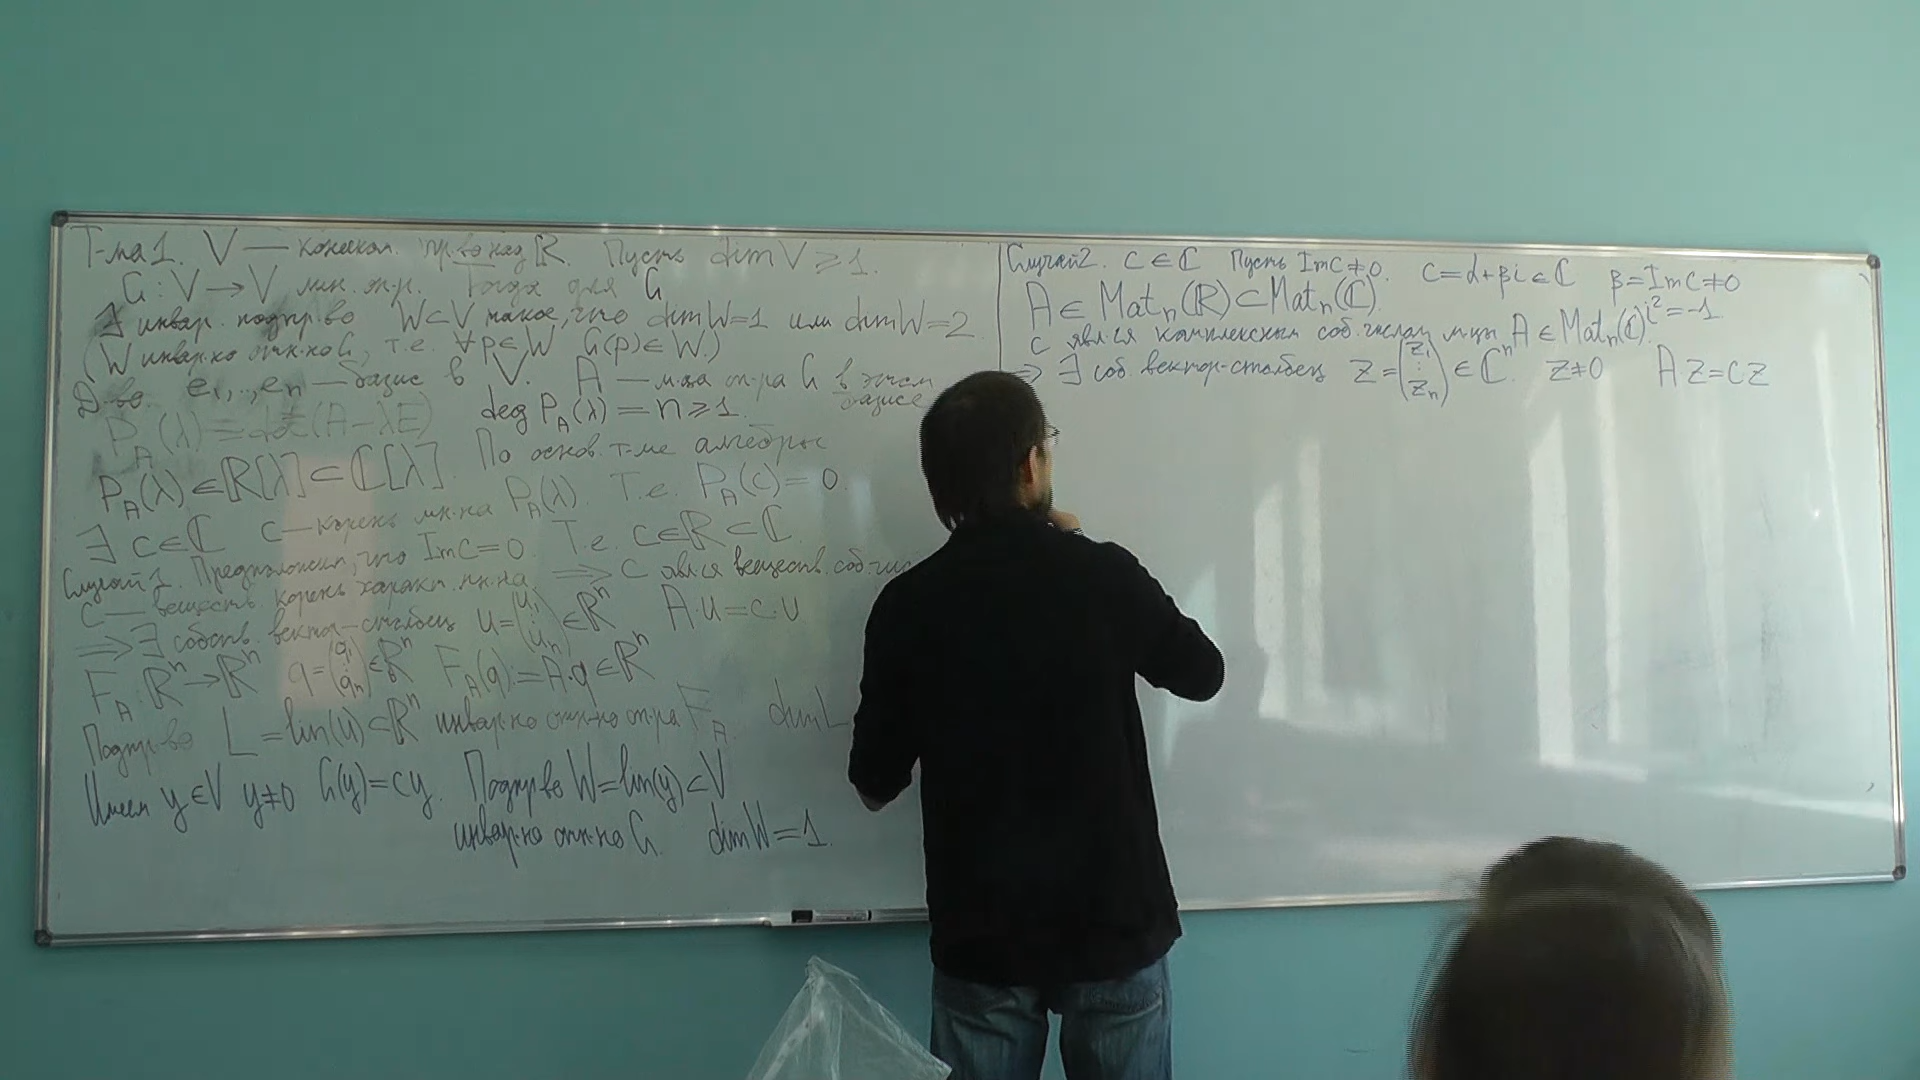 Т-ма 1. V — конечном. пр-во над ℝ. Пусть dim V ⩾ 1.
G : V → V лин. оп-р. Тогда для G
∃ инвар. подпр-во W⊂V такое, что dim W=1 или dim W=2
(W инвар-но отн-но G, т.е. ∀p∈W G(p)∈W.)
Д-во. e₁,..,eₙ — базис в V. A — м-ца оп-ра G в этом базисе
P_A(λ) = det(A−λE) deg P_A(λ) = n ⩾ 1.
P_A(λ) ∈ ℝ[λ] ⊂ ℂ[λ]. По основ. т-ме алгебры
∃ c∈ℂ c — корень мн-на P_A(λ). Т.е. P_A(c) = 0.
Случай 1. Предположим, что Im c = 0. Т.е. c∈ℝ⊂ℂ.
c — веществ. корень характ. мн-на ⟹ c явл-ся веществ. соб.
⟹ ∃ собств. вектор-столбец u = (u₁ ⋮ uₙ) ∈ ℝⁿ A·u = c·u
F_A: ℝⁿ → ℝⁿ q = (q₁ ⋮ qₙ) ∈ ℝⁿ F_A(q) := A·q ∈ ℝⁿ
Подпр-во L = lin(u) ⊂ ℝⁿ инвар-но отн-но оп-ра F_A. dim L
Имеем y∈V y≠0 G(y)=cy. Подпр-во W=lin(y)⊂V
инвар-но отн-но G. dim W=1.
Случай 2. c∈ℂ Пусть Im c ≠ 0. c = α+βi ∈ ℂ β = Im c ≠ 0
A ∈ Matₙ(ℝ) ⊂ Matₙ(ℂ). i² = −1.
c явл-ся комплексным соб. числом м-цы A ∈ Matₙ(ℂ).
⟹ ∃ соб. вектор-столбец z = (z₁ ⋮ zₙ) ∈ ℂⁿ. z≠0 Az = cz